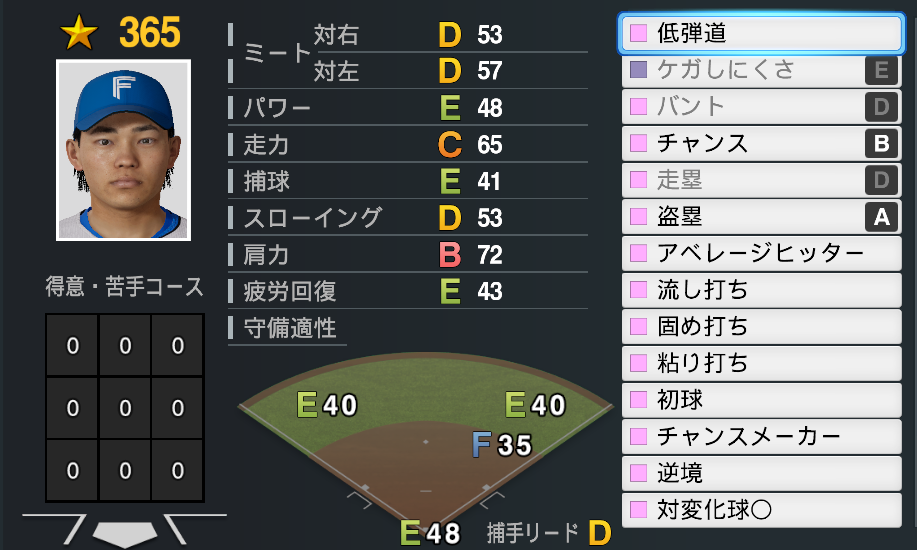 365
F
ミート
対右 D 53
対左 D 57
パワー E 48
走力 C 65
捕球 E 41
スローイング D 53
肩力 B 72
疲労回復 E 43
守備適性
得意・苦手コース
0 0 0
0 0 0
0 0 0
E 40
E 40
F 35
E 48
捕手リード D
低弾道
ケガしにくさ E
バント D
チャンス B
走塁 D
盗塁 A
アベレージヒッター
流し打ち
固め打ち
粘り打ち
初球
チャンスメーカー
逆境
対変化球〇